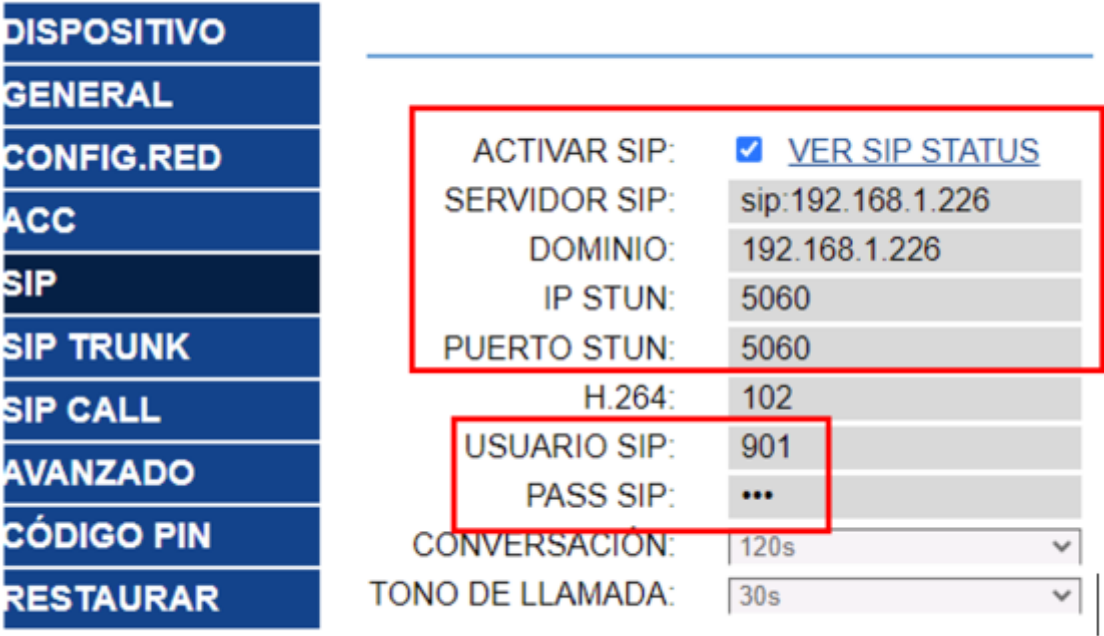 DISPOSITIVO
GENERAL
CONFIG.RED
ACC
SIP
SIP TRUNK
SIP CALL
AVANZADO
CÓDIGO PIN
RESTAURAR
ACTIVAR SIP: VER SIP STATUS
SERVIDOR SIP: sip:192.168.1.226
DOMINIO: 192.168.1.226
IP STUN: 5060
PUERTO STUN: 5060
H.264: 102
USUARIO SIP: 901
PASS SIP: •••
CONVERSACIÓN: 120s
TONO DE LLAMADA: 30s